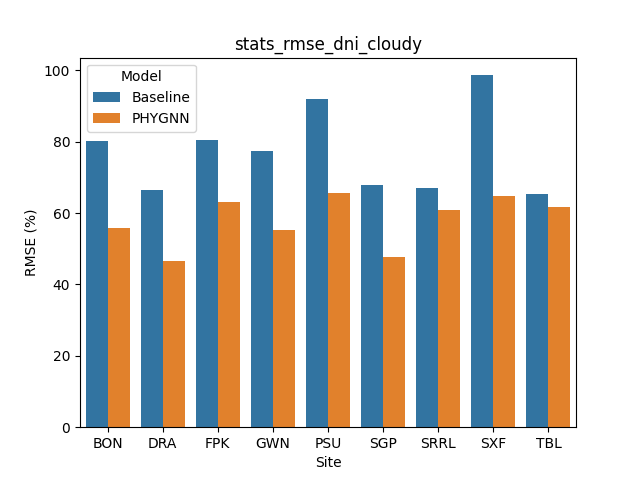 stats_rmse_dni_cloudy
Model
Baseline
PHYGNN
RMSE (%)
100
80
60
40
20
0
BON DRA FPK GWN PSU SGP SRRL SXF TBL
Site